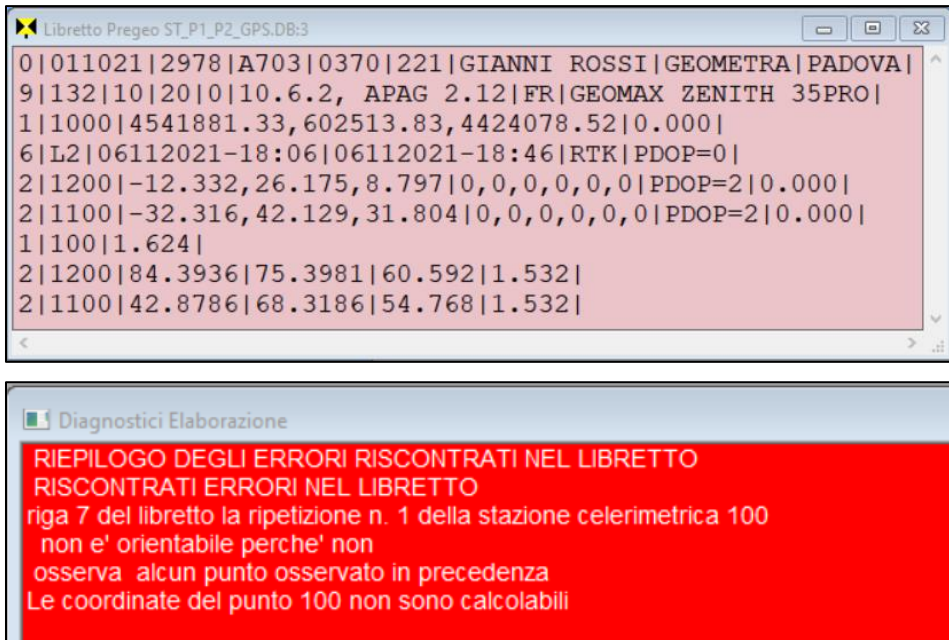 Libretto Pregeo ST_P1_P2_GPS.DB:3
0|011021|2978|A703|0370|221|GIANNI ROSSI|GEOMETRA|PADOVA|
9|132|10|20|0|10.6.2, APAG 2.12|FR|GEOMAX ZENITH 35PRO|
1|1000|4541881.33,602513.83,4424078.52|0.000|
6|L2|06112021-18:06|06112021-18:46|RTK|PDOP=0|
2|1200|-12.332,26.175,8.797|0,0,0,0,0,0|PDOP=2|0.000|
2|1100|-32.316,42.129,31.804|0,0,0,0,0,0|PDOP=2|0.000|
1|100|1.624|
2|1200|84.3936|75.3981|60.592|1.532|
2|1100|42.8786|68.3186|54.768|1.532|
Diagnostici Elaborazione
RIEPILOGO DEGLI ERRORI RISCONTRATI NEL LIBRETTO
RISCONTRATI ERRORI NEL LIBRETTO
riga 7 del libretto la ripetizione n. 1 della stazione celerimetrica 100
non e' orientabile perche' non
osserva alcun punto osservato in precedenza
Le coordinate del punto 100 non sono calcolabili